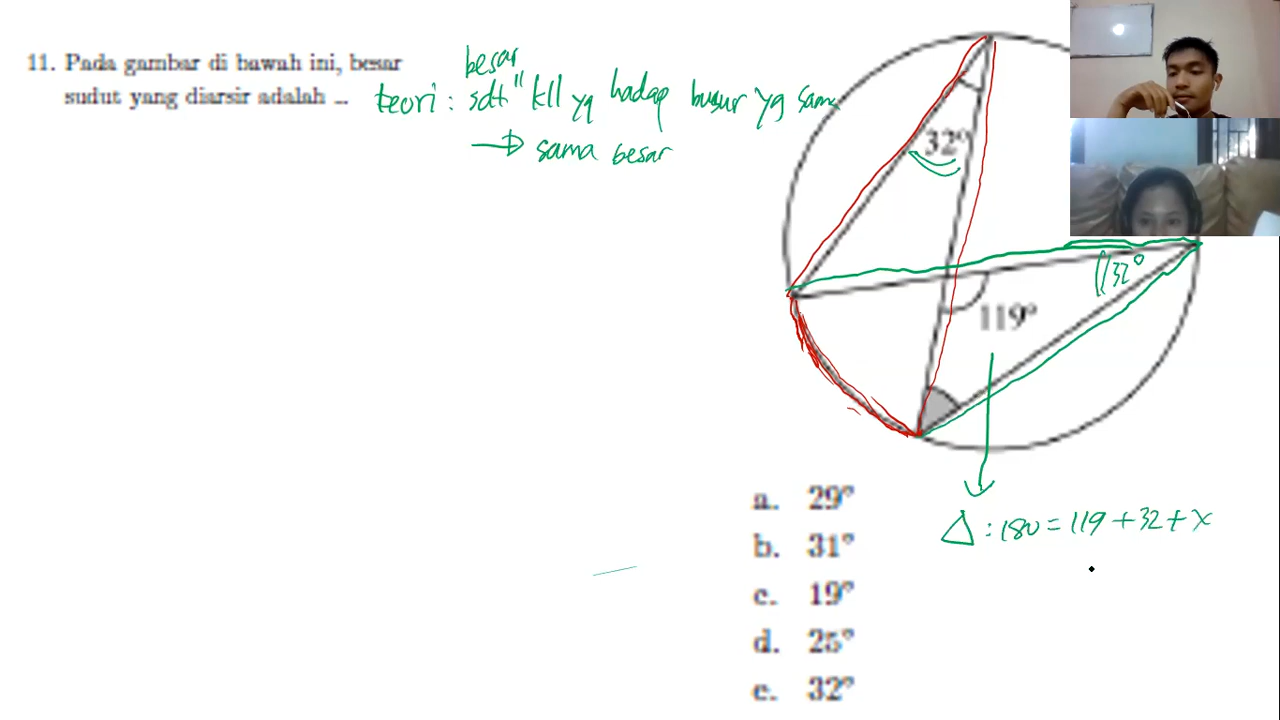 11. Pada gambar di bawah ini, besar
sudut yang diarsir adalah ...
besar
teori : sdt" kll yg hadap busur yg sama
→ sama besar
32°
32°
119°
a. 29°
b. 31°
c. 19°
d. 25°
e. 32°
Δ : 180 = 119 + 32 + x